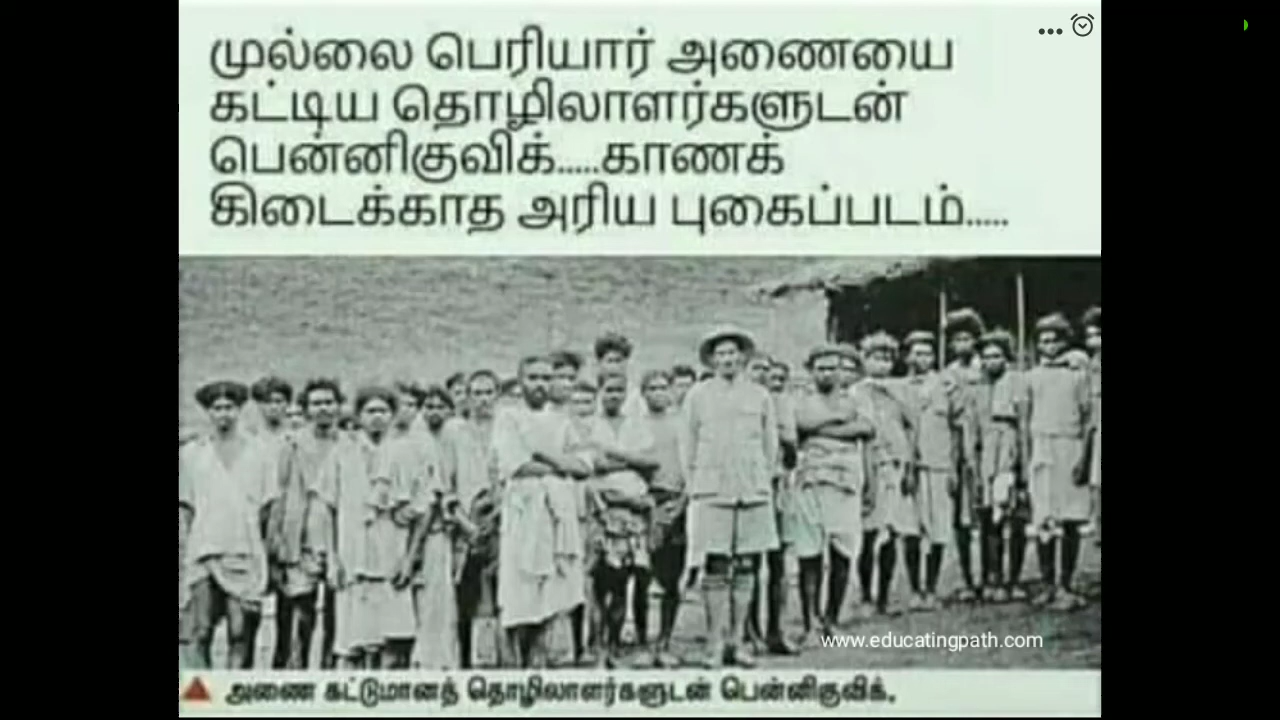 முல்லை பெரியார் அணையை
கட்டிய தொழிலாளர்களுடன்
பென்னிகுவிக்.....காணக்
கிடைக்காத அரிய புகைப்படம்.....
www.educatingpath.com
அணை கட்டுமானத் தொழிலாளர்களுடன் பென்னிகுவிக்.